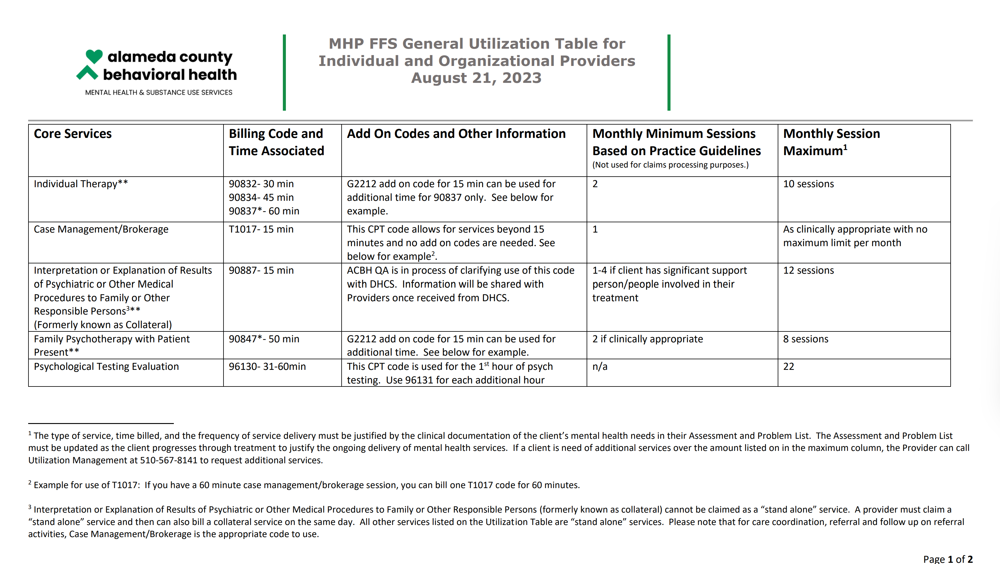 alameda county
behavioral health
MENTAL HEALTH & SUBSTANCE USE SERVICES
MHP FFS General Utilization Table for
Individual and Organizational Providers
August 21, 2023
Core Services
Billing Code and
Time Associated
Add On Codes and Other Information
Monthly Minimum Sessions
Based on Practice Guidelines
(Not used for claims processing purposes.)
Monthly Session
Maximum¹
Individual Therapy**
90832- 30 min
90834- 45 min
90837*- 60 min
G2212 add on code for 15 min can be used for
additional time for 90837 only.  See below for
example.
2
10 sessions
Case Management/Brokerage
T1017- 15 min
This CPT code allows for services beyond 15
minutes and no add on codes are needed. See
below for example².
1
As clinically appropriate with no
maximum limit per month
Interpretation or Explanation of Results
of Psychiatric or Other Medical
Procedures to Family or Other
Responsible Persons³**
(Formerly known as Collateral)
90887- 15 min
ACBH QA is in process of clarifying use of this code
with DHCS.  Information will be shared with
Providers once received from DHCS.
1-4 if client has significant support
person/people involved in their
treatment
12 sessions
Family Psychotherapy with Patient
Present**
90847*- 50 min
G2212 add on code for 15 min can be used for
additional time.  See below for example.
2 if clinically appropriate
8 sessions
Psychological Testing Evaluation
96130- 31-60min
This CPT code is used for the 1st hour of psych
testing.  Use 96131 for each additional hour
n/a
22
¹ The type of service, time billed, and the frequency of service delivery must be justified by the clinical documentation of the client’s mental health needs in their Assessment and Problem List.  The Assessment and Problem List
must be updated as the client progresses through treatment to justify the ongoing delivery of mental health services.  If a client is need of additional services over the amount listed on in the maximum column, the Provider can call
Utilization Management at 510-567-8141 to request additional services.
² Example for use of T1017:  If you have a 60 minute case management/brokerage session, you can bill one T1017 code for 60 minutes.
³ Interpretation or Explanation of Results of Psychiatric or Other Medical Procedures to Family or Other Responsible Persons (formerly known as collateral) cannot be claimed as a “stand alone” service.  A provider must claim a
“stand alone” service and then can also bill a collateral service on the same day.  All other services listed on the Utilization Table are “stand alone” services.  Please note that for care coordination, referral and follow up on referral
activities, Case Management/Brokerage is the appropriate code to use.
Page 1 of 2